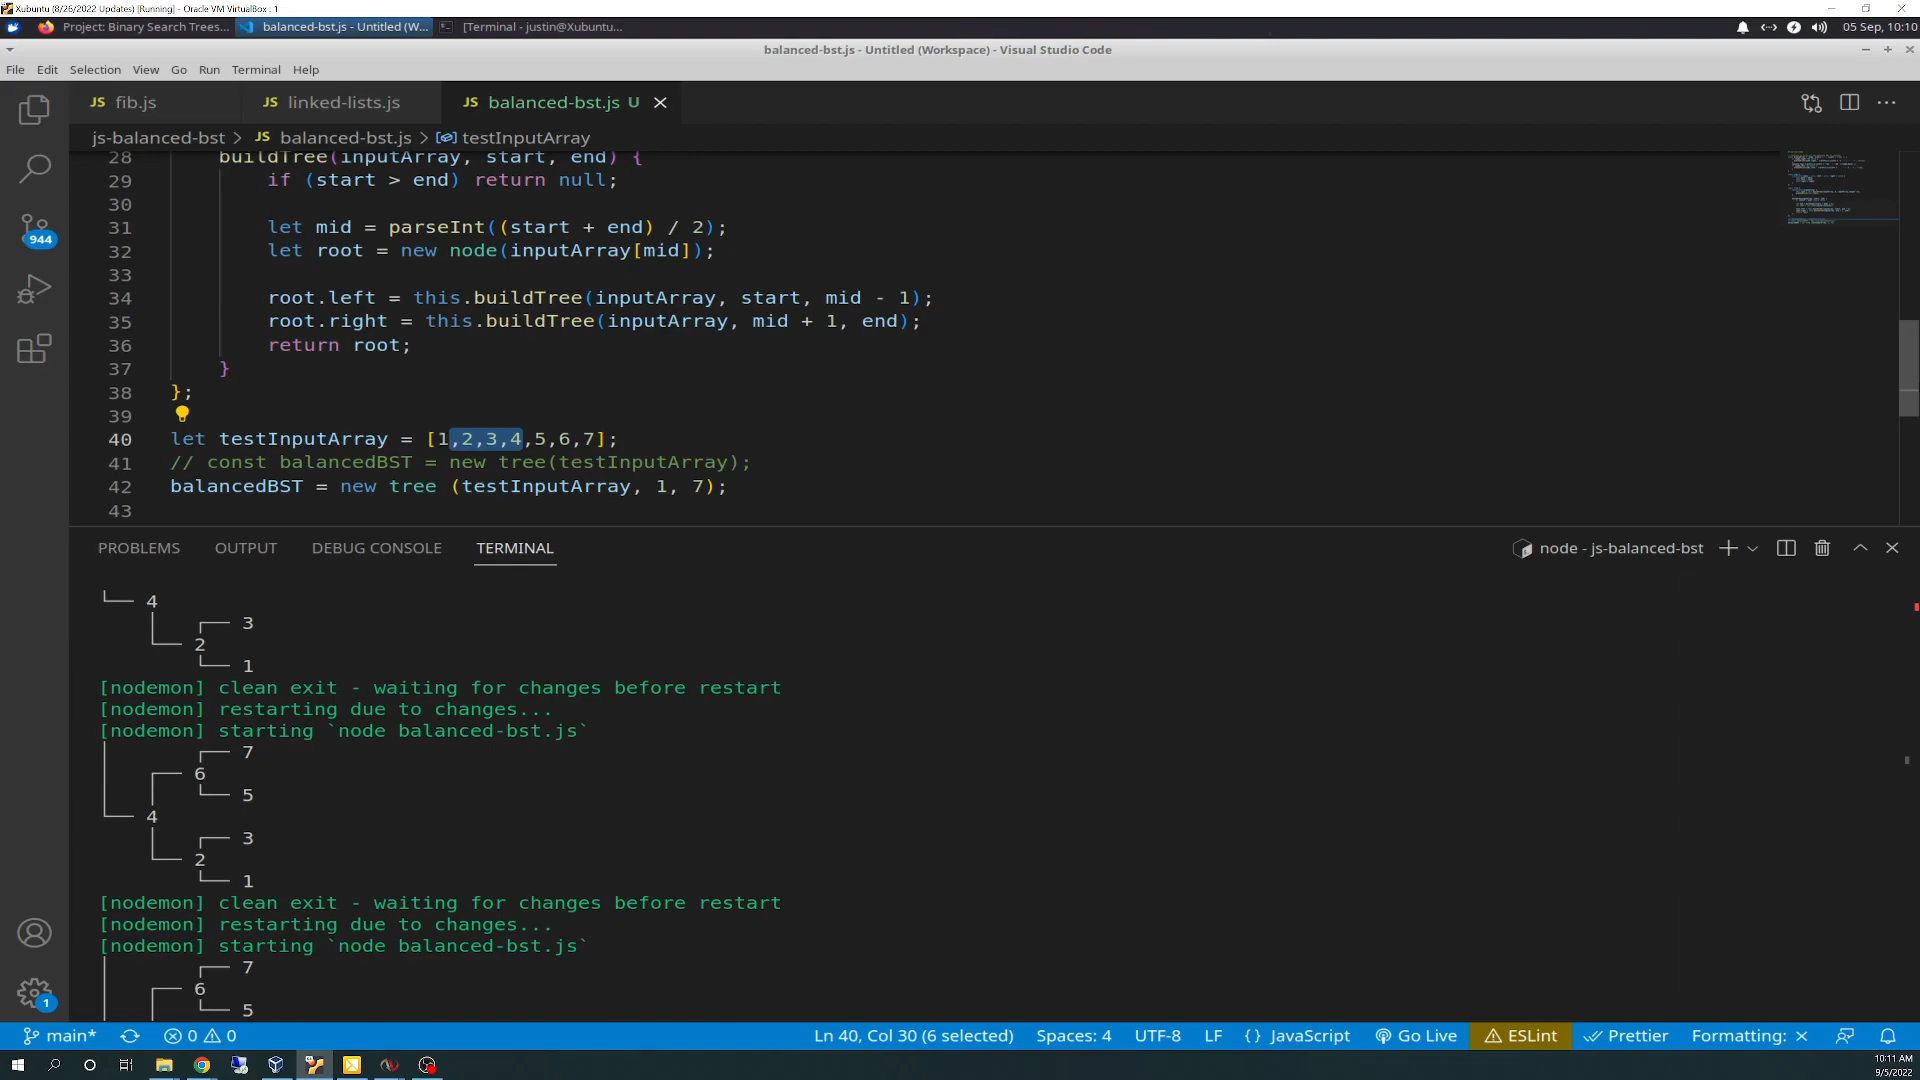 Xubuntu (8/26/2022 Updates) [Running] - Oracle VM VirtualBox : 1
Project: Binary Search Trees... balanced-bst.js - Untitled (W... [Terminal - justin@Xubuntu... 05 Sep, 10:10
balanced-bst.js - Untitled (Workspace) - Visual Studio Code
File Edit Selection View Go Run Terminal Help
JS fib.js JS linked-lists.js JS balanced-bst.js U
js-balanced-bst > JS balanced-bst.js > testInputArray
28 buildTree(inputArray, start, end) {
29 if (start > end) return null;
30
31 let mid = parseInt((start + end) / 2);
32 let root = new node(inputArray[mid]);
33
34 root.left = this.buildTree(inputArray, start, mid - 1);
35 root.right = this.buildTree(inputArray, mid + 1, end);
36 return root;
37 }
38 };
39
40 let testInputArray = [1,2,3,4,5,6,7];
41 // const balancedBST = new tree(testInputArray);
42 balancedBST = new tree (testInputArray, 1, 7);
43
944
PROBLEMS OUTPUT DEBUG CONSOLE TERMINAL node - js-balanced-bst
└── 4
│ ┌── 3
└── 2
└── 1
[nodemon] clean exit - waiting for changes before restart
[nodemon] restarting due to changes...
[nodemon] starting `node balanced-bst.js`
│ ┌── 7
│ ┌── 6
│ │ └── 5
└── 4
│ ┌── 3
└── 2
└── 1
[nodemon] clean exit - waiting for changes before restart
[nodemon] restarting due to changes...
[nodemon] starting `node balanced-bst.js`
│ ┌── 7
│ ┌── 6
│ │ └── 5
1
main* 0 0 Ln 40, Col 30 (6 selected) Spaces: 4 UTF-8 LF {} JavaScript Go Live ESLint Prettier Formatting: ×
10:11 AM
9/5/2022